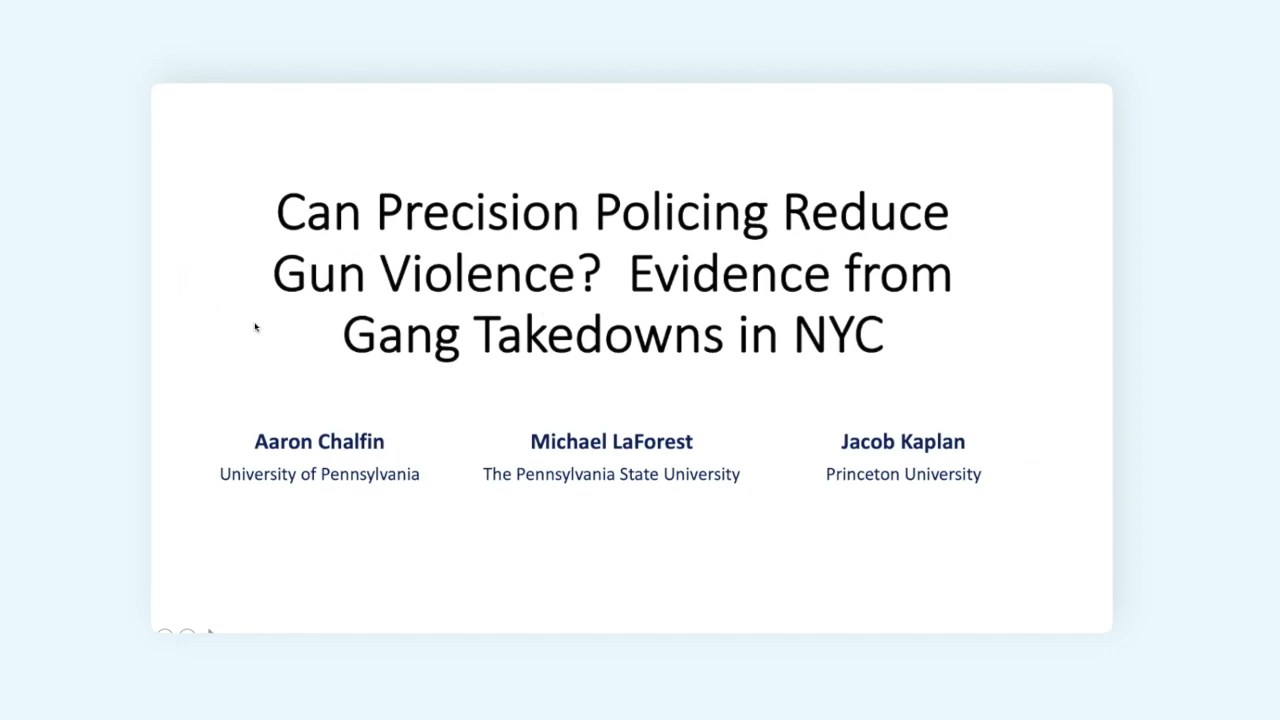 Can Precision Policing Reduce
Gun Violence? Evidence from
Gang Takedowns in NYC
Aaron Chalfin
Michael LaForest
Jacob Kaplan
University of Pennsylvania
The Pennsylvania State University
Princeton University